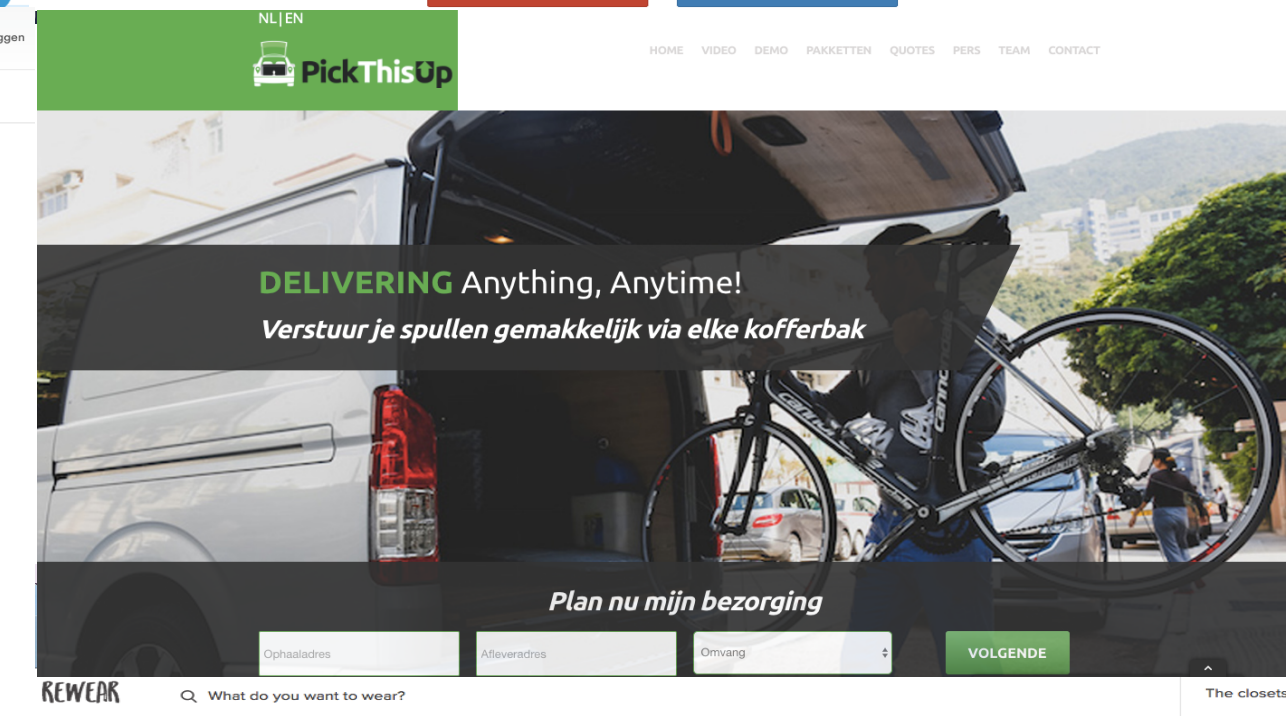 NL | EN
ggen
PickThisUp
HOME VIDEO DEMO PAKKETTEN QUOTES PERS TEAM CONTACT
DELIVERING Anything, Anytime!
Verstuur je spullen gemakkelijk via elke kofferbak
cannondale
Plan nu mijn bezorging
Ophaaladres Afleveradres Omvang VOLGENDE
REWEAR What do you want to wear? The closets